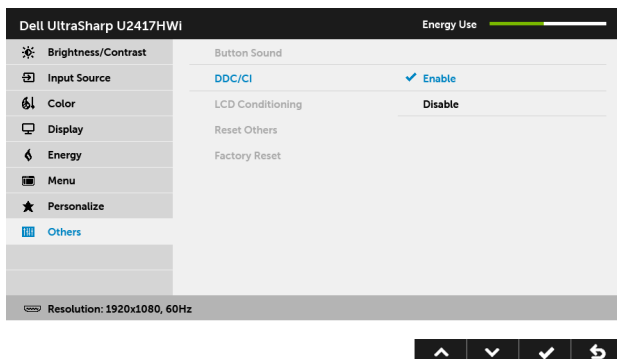 Dell UltraSharp U2417HWi
Energy Use
Brightness/Contrast
Button Sound
Input Source
DDC/CI
Enable
Color
LCD Conditioning
Disable
Display
Reset Others
Energy
Factory Reset
Menu
Personalize
Others
Resolution: 1920x1080, 60Hz